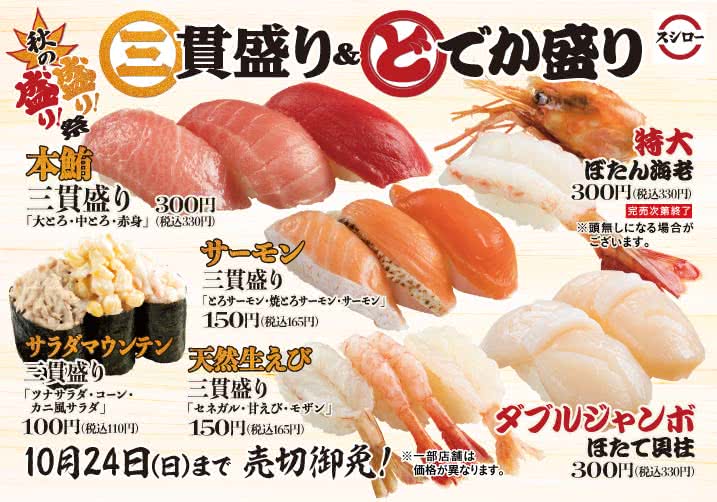 秋の
盛り!
盛り!
祭
三貫盛り&どでか盛り
スシロー
本鮪
三貫盛り 300円
「大とろ・中とろ・赤身」(税込330円)
特大
ぼたん海老
300円(税込330円)
完売次第終了
※頭無しになる場合が
ございます。
サーモン
三貫盛り
「とろサーモン・焼とろサーモン・サーモン」
150円(税込165円)
サラダマウンテン
三貫盛り
「ツナサラダ・コーン・
カニ風サラダ」
100円(税込110円)
天然生えび
三貫盛り
「セネガル・甘えび・モザン」
150円(税込165円)
ダブルジャンボ
ほたて貝柱
300円(税込330円)
10月24日(日)まで 売切御免!
※一部店舗は
価格が異なります。